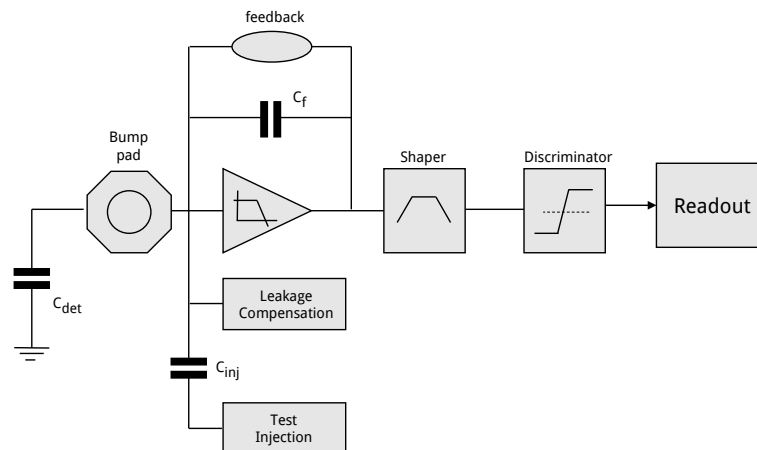 feedback
C_f
Bump
pad
Shaper
Discriminator
Readout
C_det
Leakage
Compensation
C_inj
Test
Injection